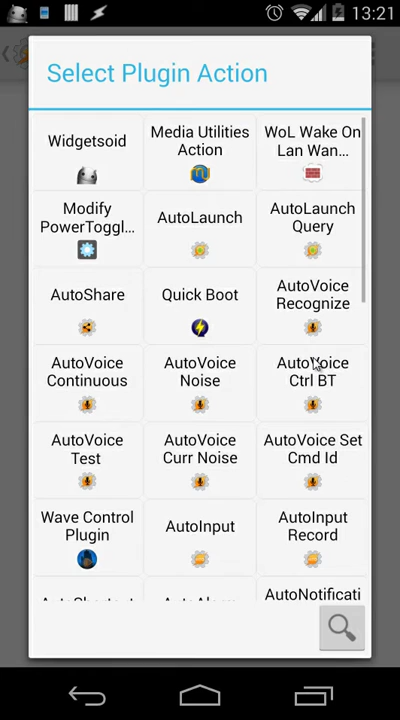 13:21
Select Plugin Action
Widgetsoid
Media Utilities
Action
WoL Wake On
Lan Wan...
Modify
PowerToggl...
AutoLaunch
AutoLaunch
Query
AutoShare
Quick Boot
AutoVoice
Recognize
AutoVoice
Continuous
AutoVoice
Noise
AutoVoice
Ctrl BT
AutoVoice
Test
AutoVoice
Curr Noise
AutoVoice Set
Cmd Id
Wave Control
Plugin
AutoInput
AutoInput
Record
AutoNotificati